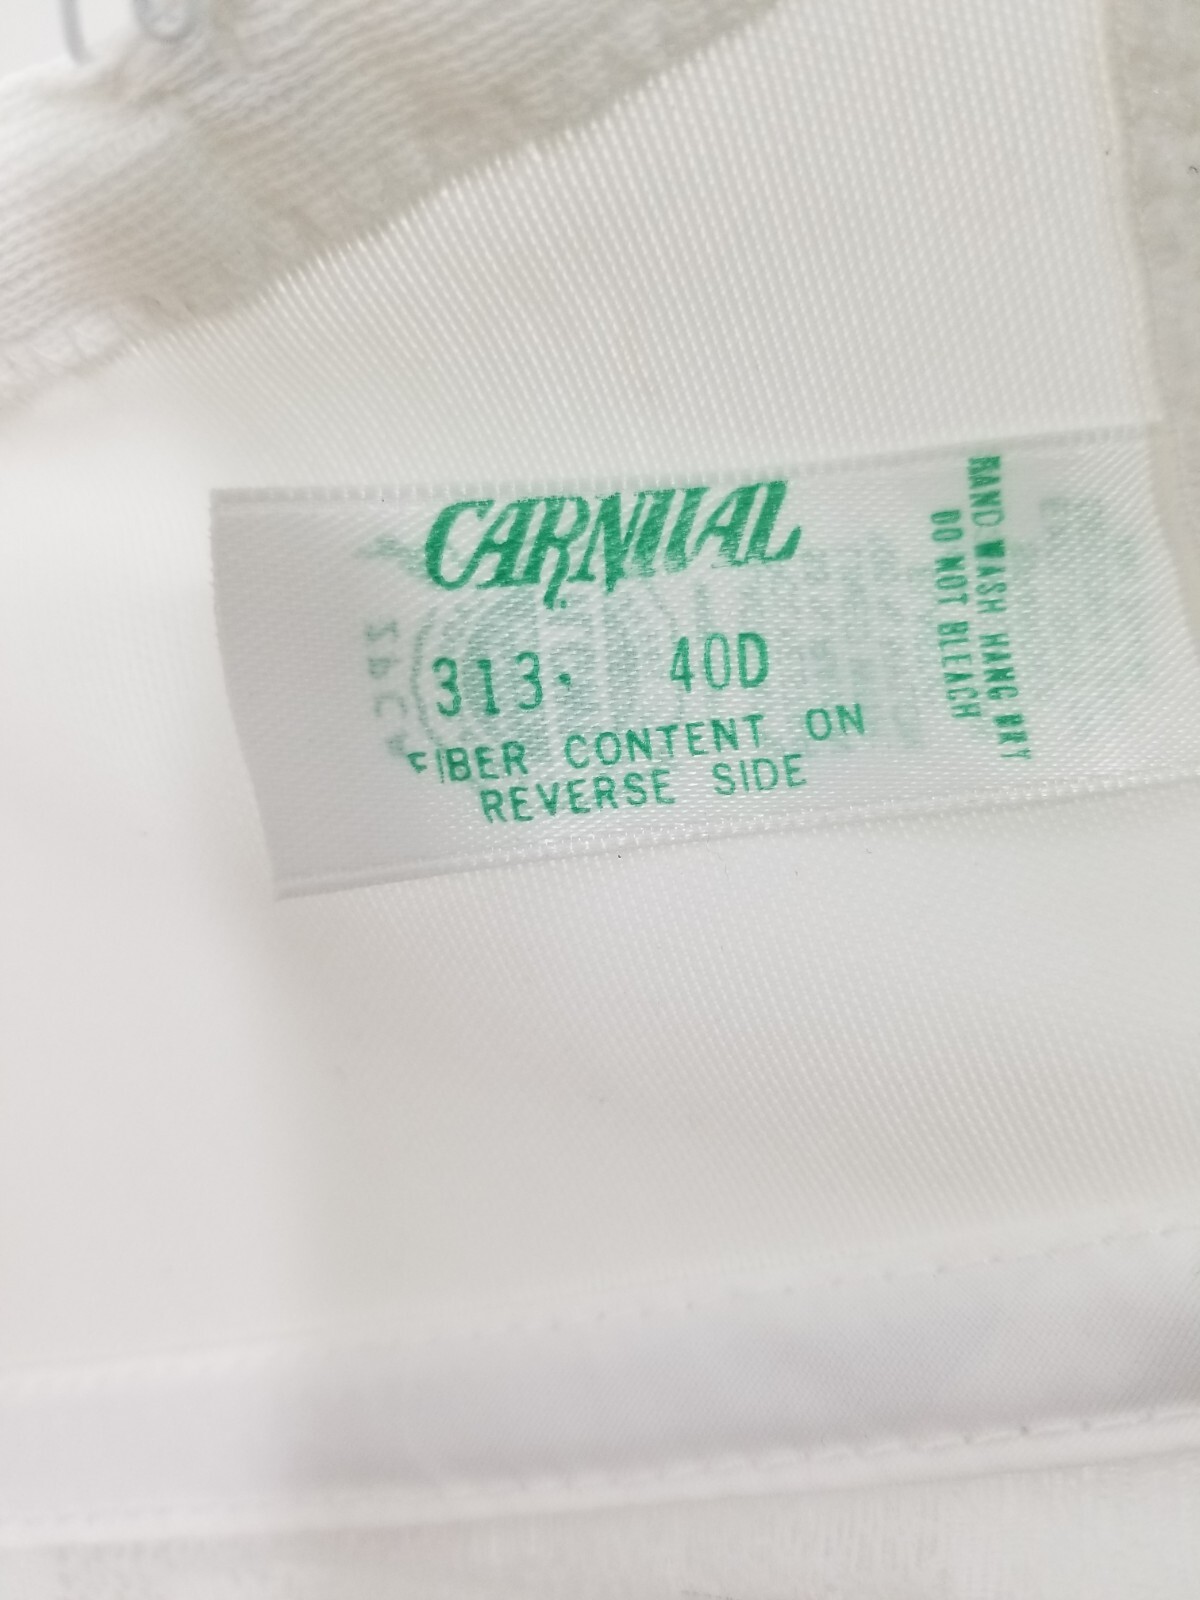 CARNIVAL
313. 40D
FIBER CONTENT ON
REVERSE SIDE
HAND WASH HANG DRY
DO NOT BLEACH